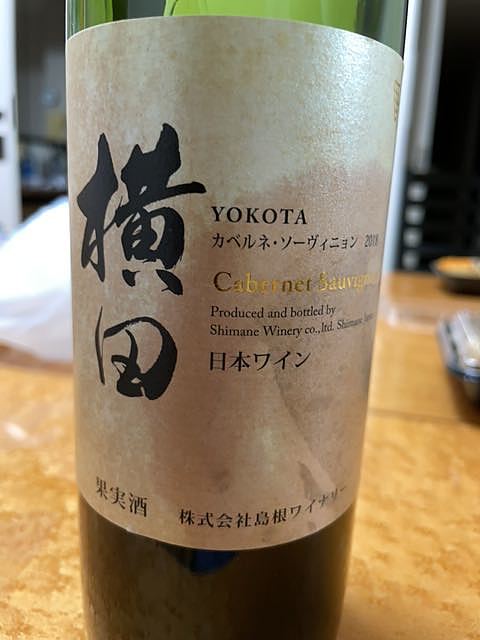 横田
YOKOTA
カベルネ・ソーヴィニヨン 2018
Cabernet Sauvignon
Produced and bottled by
Shimane Winery co.,ltd. Shimane, Japan
日本ワイン
果実酒
株式会社島根ワイナリー